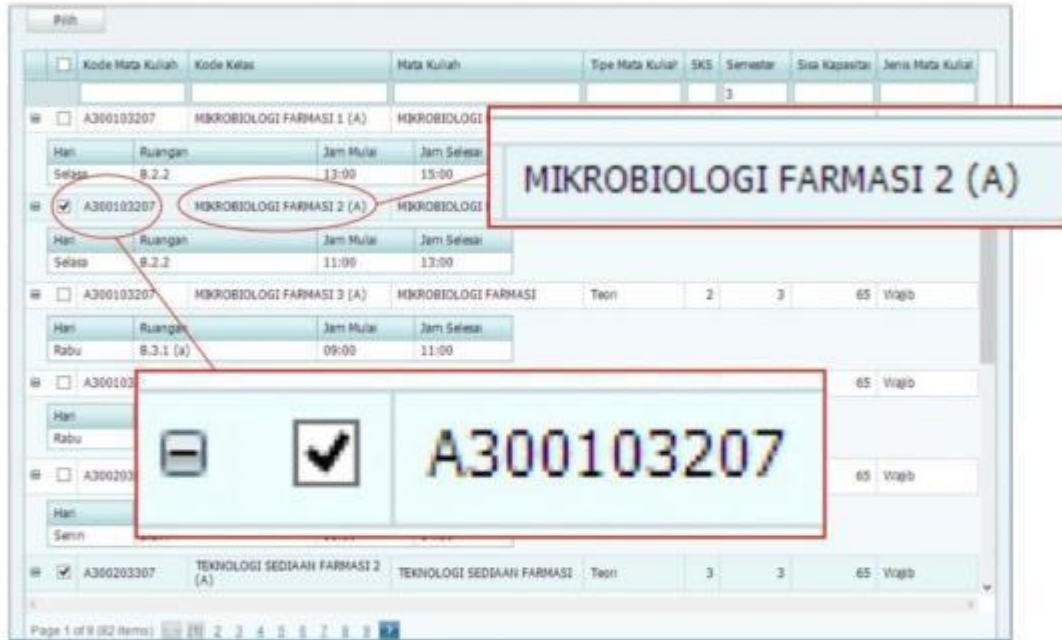 Pilih
Kode Mata Kuliah Kode Kelas Mata Kuliah Tipe Mata Kuliah SKS Semester Sisa Kapasitas Jenis Mata Kuliah
3
A300103207 MIKROBIOLOGI FARMASI 1 (A) MIKROBIOLOGI
Hari Ruangan Jam Mulai Jam Selesai
Selasa B.2.2 13:00 15:00
MIKROBIOLOGI FARMASI 2 (A)
A300103207 MIKROBIOLOGI FARMASI 2 (A) MIKROBIOLOGI
Hari Ruangan Jam Mulai Jam Selesai
Selasa B.2.2 11:00 13:00
A300103207 MIKROBIOLOGI FARMASI 3 (A) MIKROBIOLOGI FARMASI Teori 2 3 65 Wajib
Hari Ruangan Jam Mulai Jam Selesai
Rabu B.3.1 (a) 09:00 11:00
A300103 65 Wajib
Hari
Rabu
A300103207
A300203 65 Wajib
Hari
Senin
A300203307 TEKNOLOGI SEDIAAN FARMASI 2 (A) TEKNOLOGI SEDIAAN FARMASI Teori 3 3 65 Wajib
Page 1 of 9 (82 items) [1] 2 3 4 5 6 7 8 9